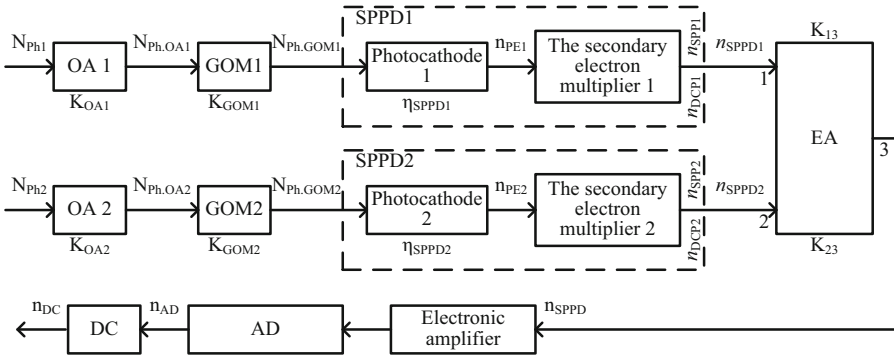 SPPD1
N_Ph1
OA 1
K_OA1
N_Ph.OA1
GOM1
K_GOM1
N_Ph.GOM1
Photocathode
1
η_SPPD1
n_PE1
The secondary
electron
multiplier 1
n_SPP1
n_DCP1
n_SPPD1
1
K_13
EA
3
SPPD2
N_Ph2
OA 2
K_OA2
N_Ph.OA2
GOM2
K_GOM2
N_Ph.GOM2
Photocathode
2
η_SPPD2
n_PE2
The secondary
electron
multiplier 2
n_SPP2
n_DCP2
n_SPPD2
2
K_23
n_DC
DC
n_AD
AD
Electronic
amplifier
n_SPPD